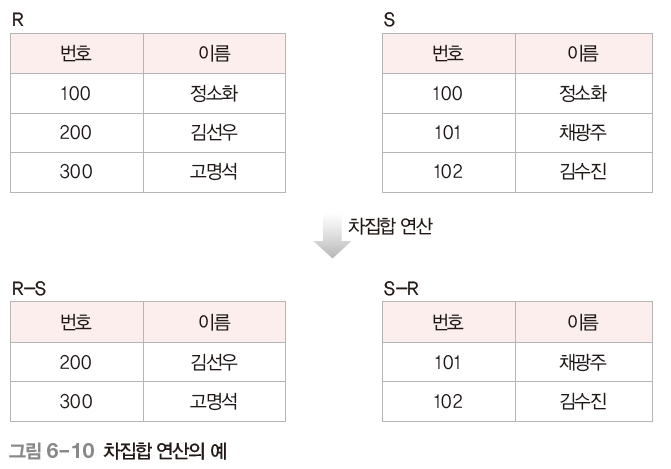 R
번호 이름
100 정소화
200 김선우
300 고명석
S
번호 이름
100 정소화
101 채광주
102 김수진
차집합 연산
R-S
번호 이름
200 김선우
300 고명석
S-R
번호 이름
101 채광주
102 김수진
그림 6-10 차집합 연산의 예